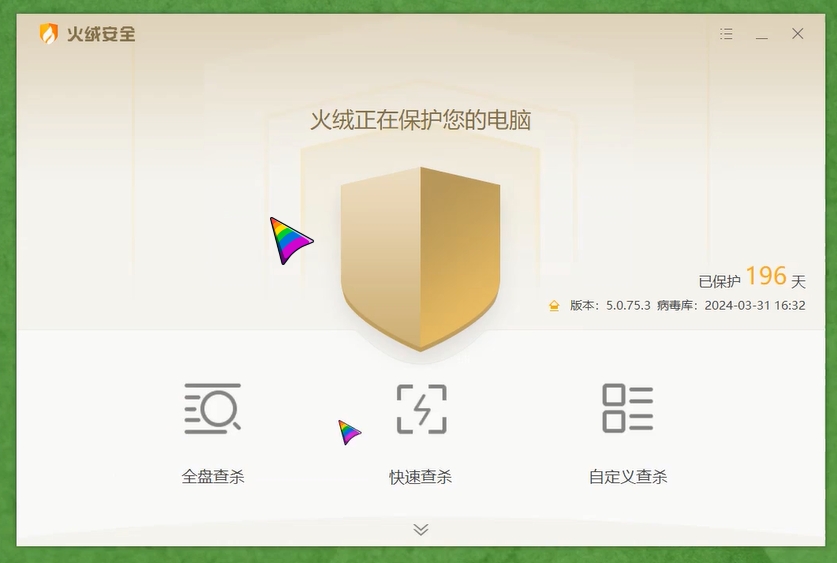 火绒安全
火绒正在保护您的电脑
已保护 196 天
版本：5.0.75.3 病毒库：2024-03-31 16:32
全盘查杀
快速查杀
自定义查杀